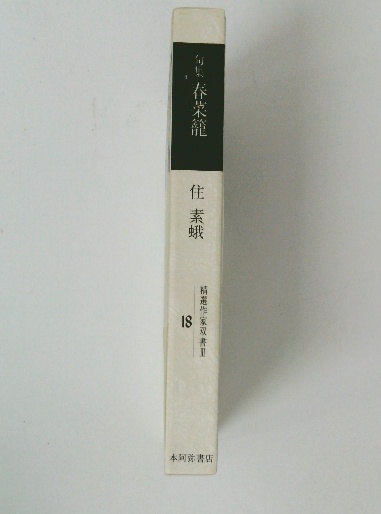 句集
春菜籠
住 素蛾
精選作家双書Ⅱ
18
本阿弥書店